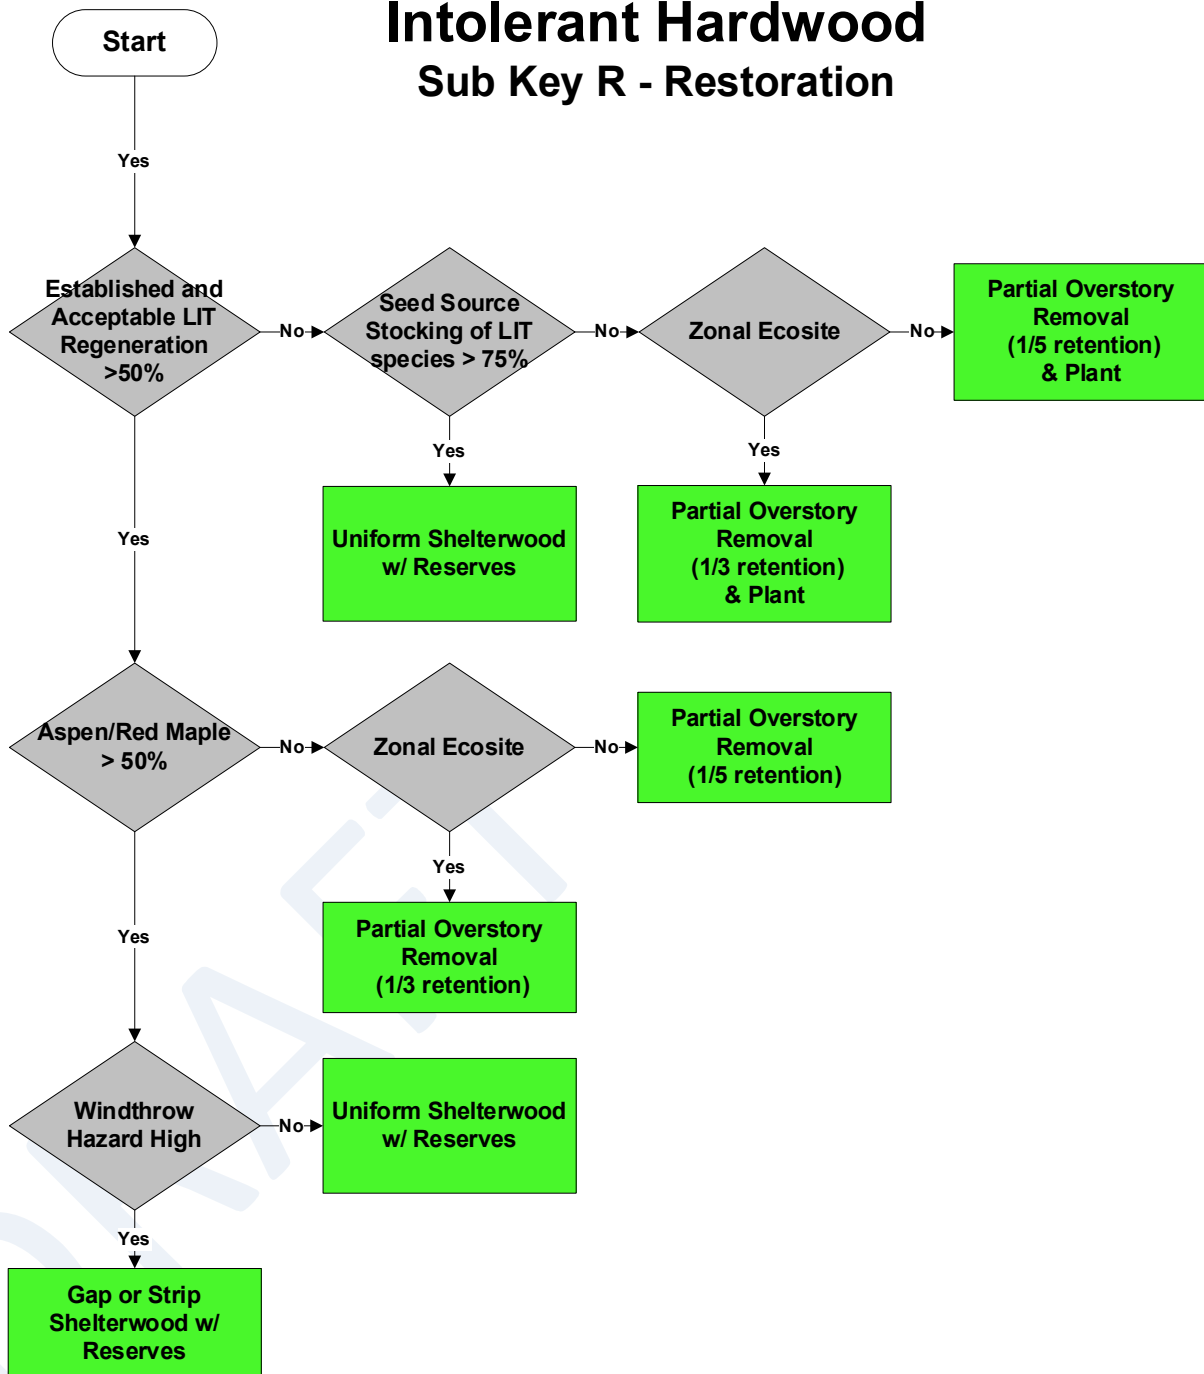 Intolerant Hardwood
Sub Key R - Restoration
Start
Yes
Established and
Acceptable LIT
Regeneration
>50%
No
Seed Source
Stocking of LIT
species > 75%
No
Zonal Ecosite
No
Partial Overstory
Removal
(1/5 retention)
& Plant
Yes
Yes
Yes
Uniform Shelterwood
w/ Reserves
Partial Overstory
Removal
(1/3 retention)
& Plant
Aspen/Red Maple
> 50%
No
Zonal Ecosite
No
Partial Overstory
Removal
(1/5 retention)
Yes
Yes
Partial Overstory
Removal
(1/3 retention)
Windthrow
Hazard High
No
Uniform Shelterwood
w/ Reserves
Yes
Gap or Strip
Shelterwood w/
Reserves
DRAFT